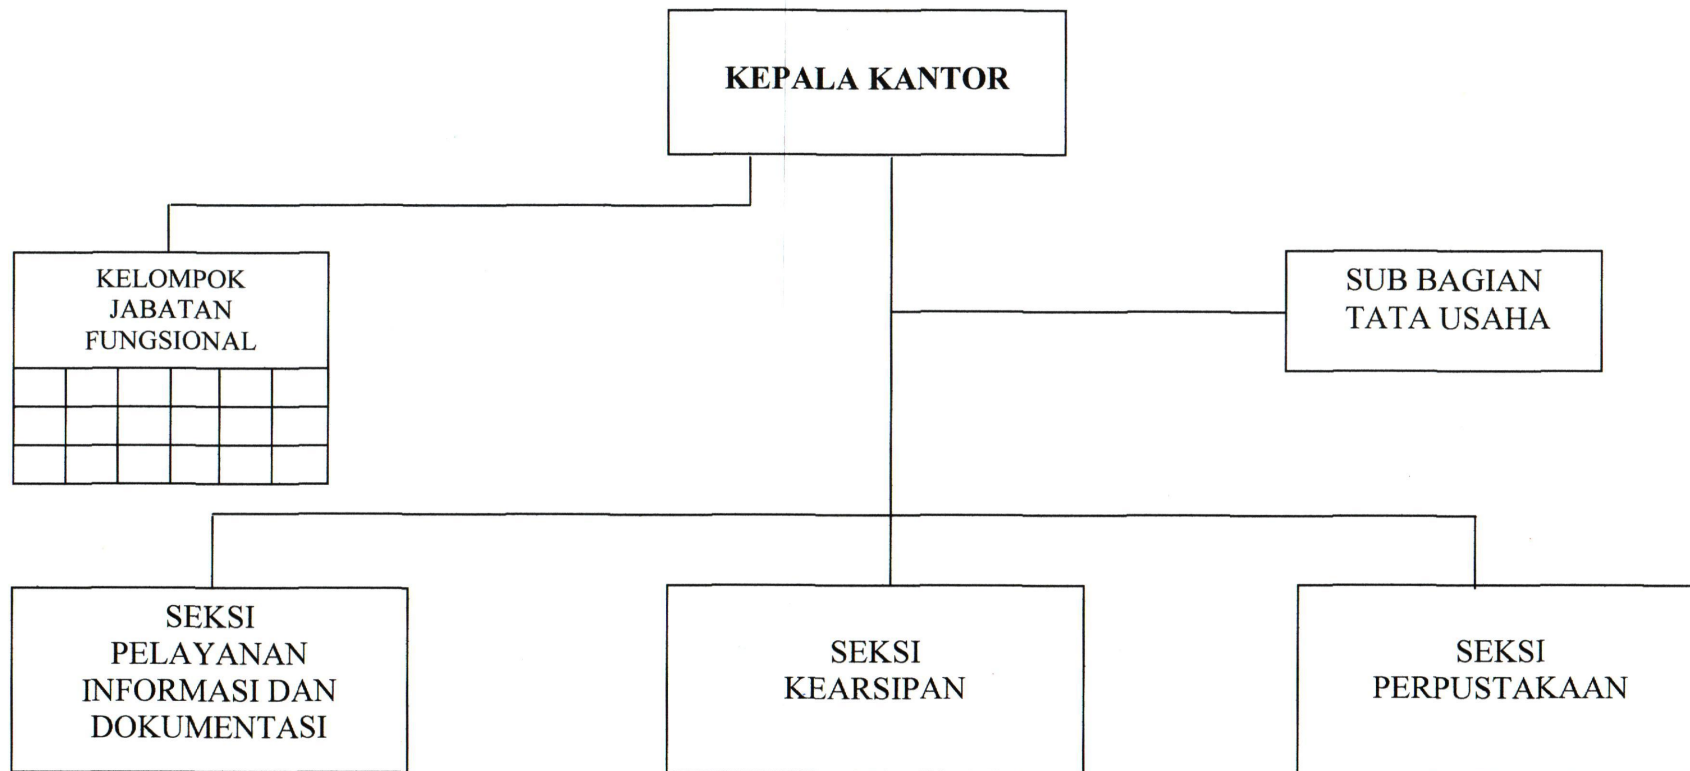 KEPALA KANTOR
KELOMPOK
JABATAN
FUNGSIONAL
SUB BAGIAN
TATA USAHA
SEKSI
PELAYANAN
INFORMASI DAN
DOKUMENTASI
SEKSI
KEARSIPAN
SEKSI
PERPUSTAKAAN